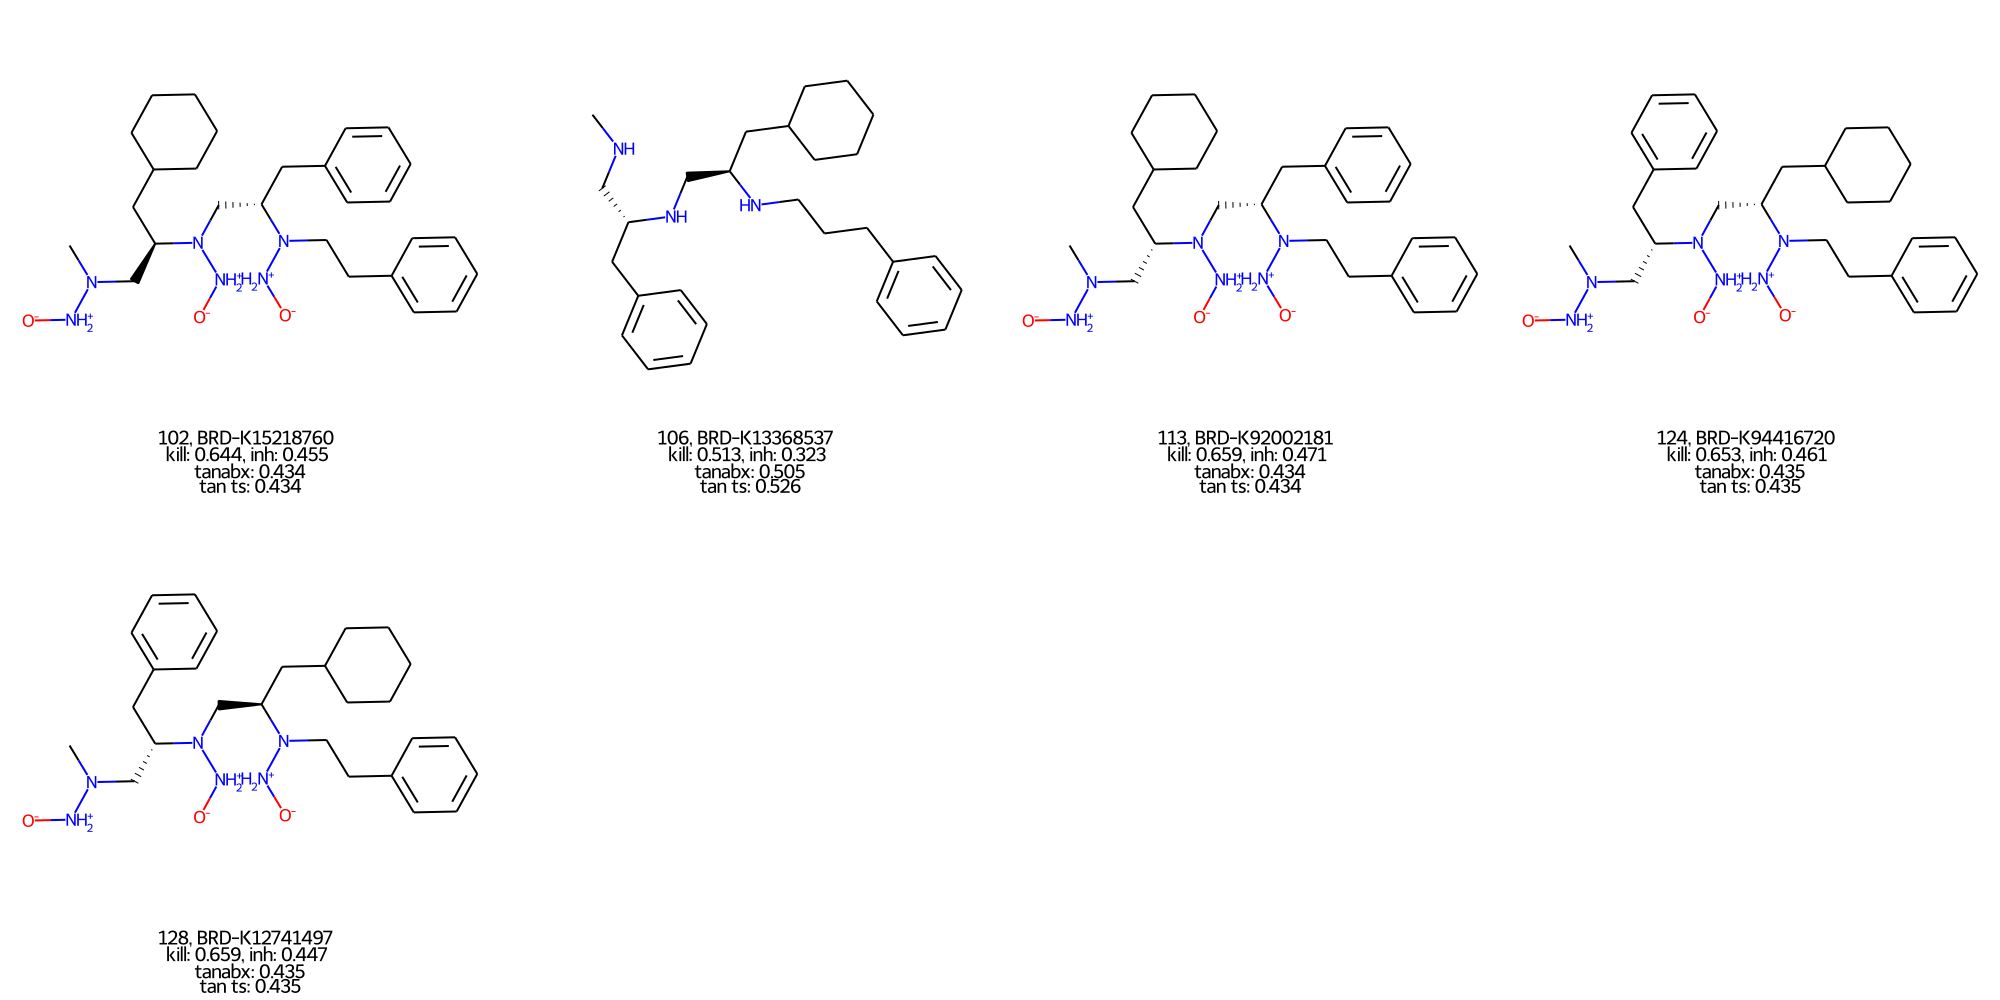 102, BRD-K15218760
kill: 0.644, inh: 0.455
tanabx: 0.434
tan ts: 0.434
106, BRD-K13368537
kill: 0.513, inh: 0.323
tanabx: 0.505
tan ts: 0.526
113, BRD-K92002181
kill: 0.659, inh: 0.471
tanabx: 0.434
tan ts: 0.434
124, BRD-K94416720
kill: 0.653, inh: 0.461
tanabx: 0.435
tan ts: 0.435
128, BRD-K12741497
kill: 0.659, inh: 0.447
tanabx: 0.435
tan ts: 0.435